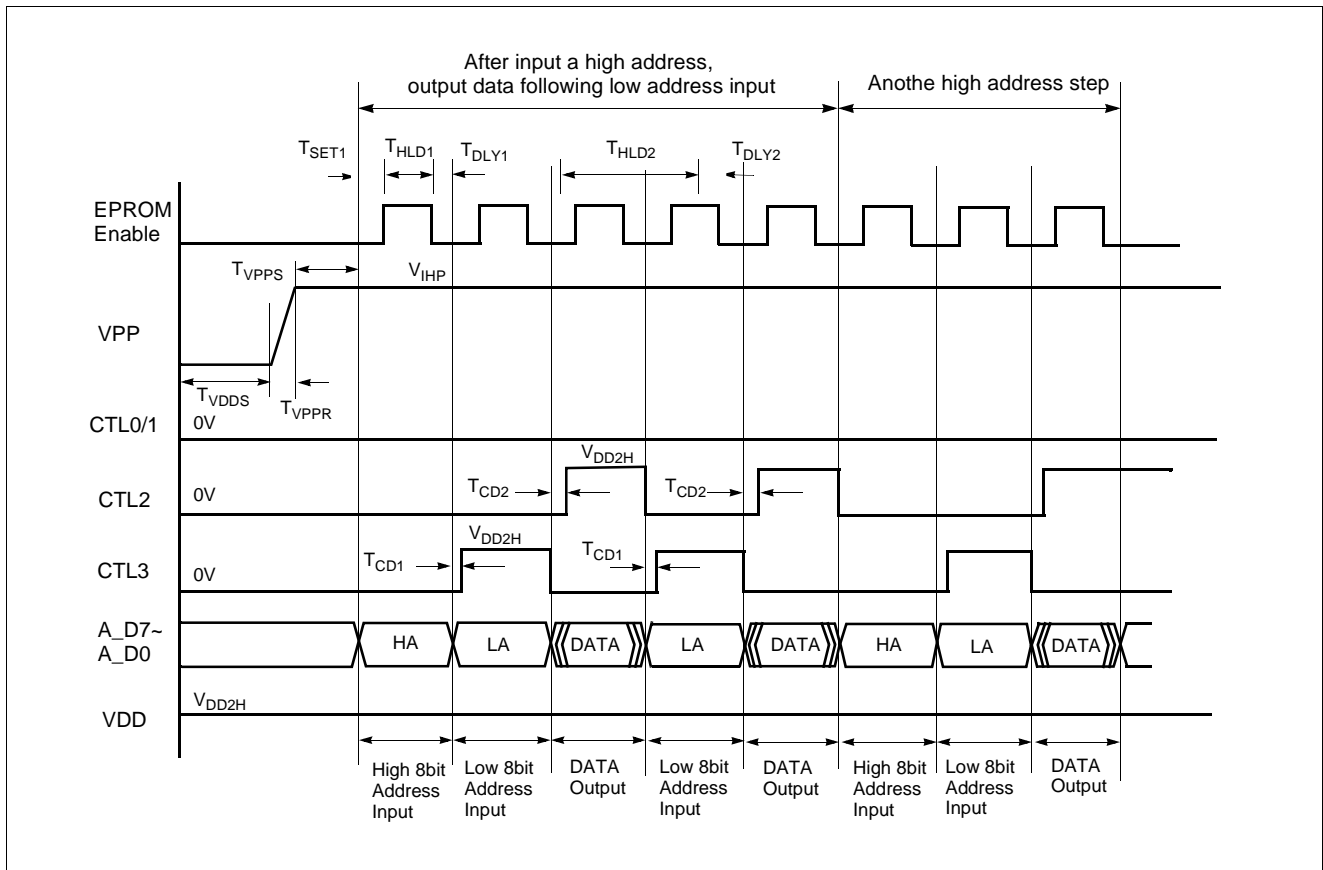 After input a high address,
output data following low address input
Anothe high address step
TSET1
THLD1
TDLY1
THLD2
TDLY2
EPROM
Enable
TVPPS
VIHP
VPP
TVDDS
TVPPR
CTL0/1
0V
VDD2H
TCD2
TCD2
CTL2
0V
VDD2H
TCD1
TCD1
CTL3
0V
A_D7~
A_D0
HA
LA
DATA
LA
DATA
HA
LA
DATA
VDD2H
VDD
High 8bit
Address
Input
Low 8bit
Address
Input
DATA
Output
Low 8bit
Address
Input
DATA
Output
High 8bit
Address
Input
Low 8bit
Address
Input
DATA
Output